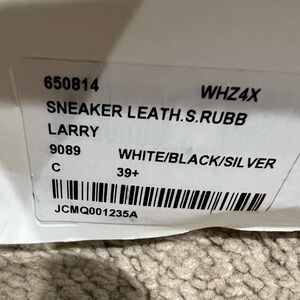 650814 WHZ4X
SNEAKER LEATH.S.RUBB
LARRY
9089 WHITE/BLACK/SILVER
C 39+
JCMQ001235A